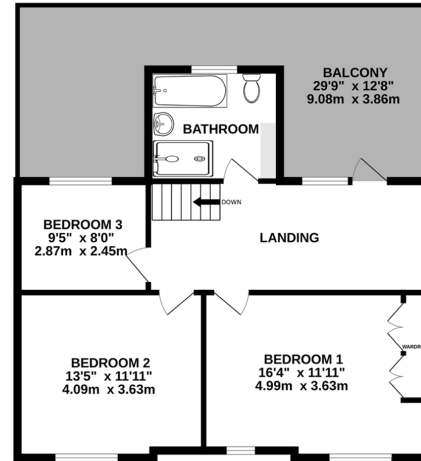 BALCONY
29'9" x 12'8"
9.08m x 3.86m
BATHROOM
DOWN
BEDROOM 3
9'5" x 8'0"
2.87m x 2.45m
LANDING
BEDROOM 2
13'5" x 11'11"
4.09m x 3.63m
BEDROOM 1
16'4" x 11'11"
4.99m x 3.63m
WARDR